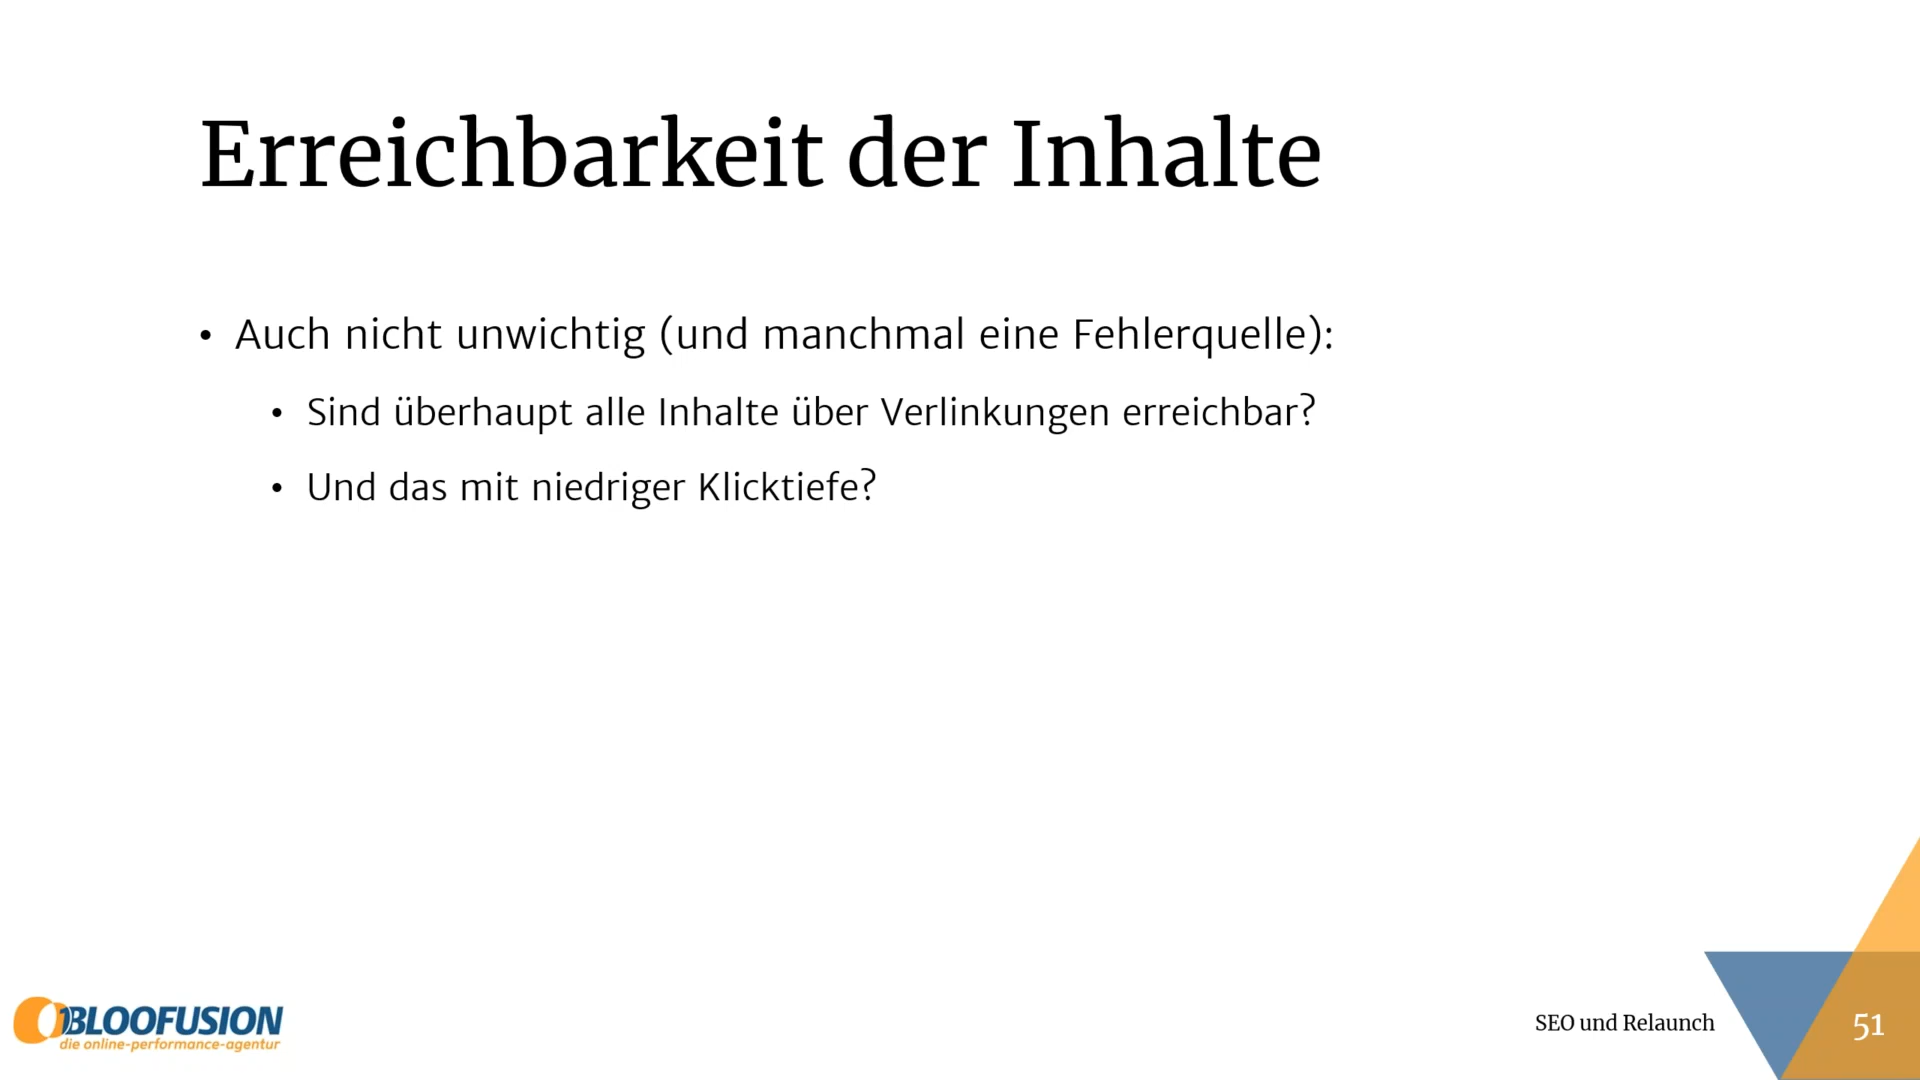 Erreichbarkeit der Inhalte
• Auch nicht unwichtig (und manchmal eine Fehlerquelle):
• Sind überhaupt alle Inhalte über Verlinkungen erreichbar?
• Und das mit niedriger Klicktiefe?
BLOOFUSION
die online-performance-agentur
SEO und Relaunch
51